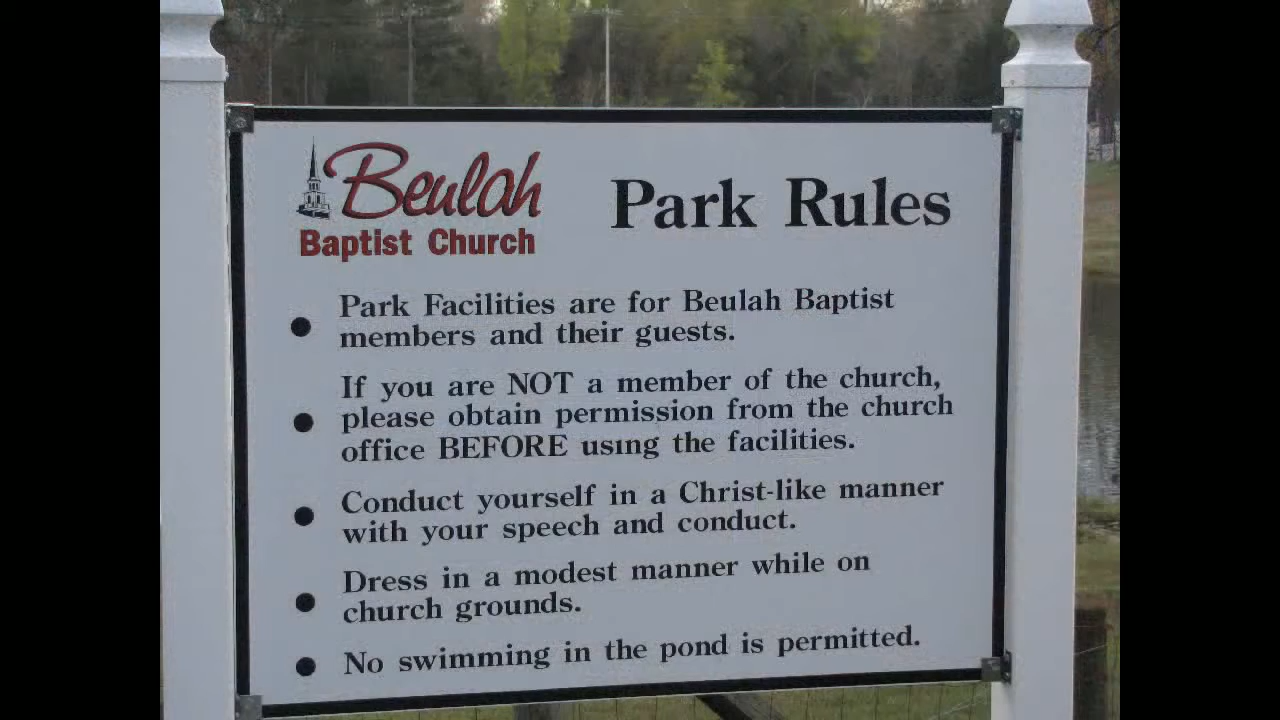 Beulah
Baptist Church
Park Rules
● Park Facilities are for Beulah Baptist
members and their guests.
● If you are NOT a member of the church,
please obtain permission from the church
office BEFORE using the facilities.
● Conduct yourself in a Christ-like manner
with your speech and conduct.
● Dress in a modest manner while on
church grounds.
● No swimming in the pond is permitted.